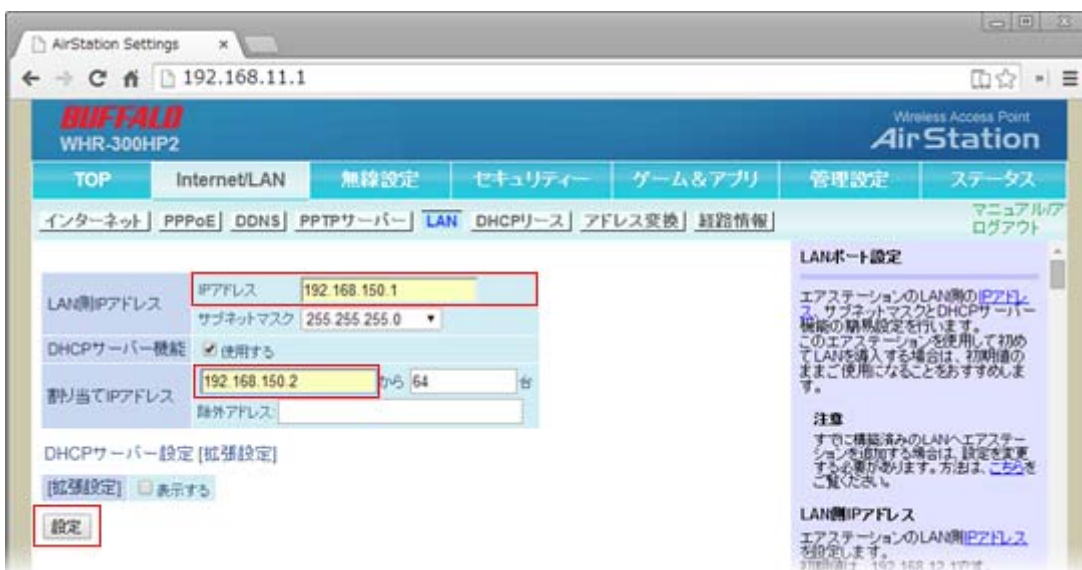 AirStation Settings
192.168.11.1
BUFFALO
WHR-300HP2
Wireless Access Point
AirStation
TOP Internet/LAN 無線設定 セキュリティー ゲーム&アプリ 管理設定 ステータス
インターネット PPPoE DDNS PPTPサーバー LAN DHCPリース アドレス変換 経路情報
マニュアル/ア
ログアウト
LAN側IPアドレス
IPアドレス 192.168.150.1
サブネットマスク 255.255.255.0
DHCPサーバー機能 使用する
割り当てIPアドレス
192.168.150.2 から 64 台
除外アドレス
DHCPサーバー設定 [拡張設定]
[拡張設定] 表示する
設定
LANポート設定
エアステーションのLAN側のIPアドレ
ス、サブネットマスクとDHCPサーバー
機能の簡易設定を行います。
このエアステーションを使用して初め
てLANを導入する場合は、初期値の
ままご使用になることをおすすめしま
す。
注意
すでに構築済みのLANへエアステー
ションを追加する場合は、設定を変更
する必要があります。方法は、こちらを
ご覧ください。
LAN側IPアドレス
エアステーションのLAN側IPアドレス
を設定します。
初期値は、192.168.12.1です。